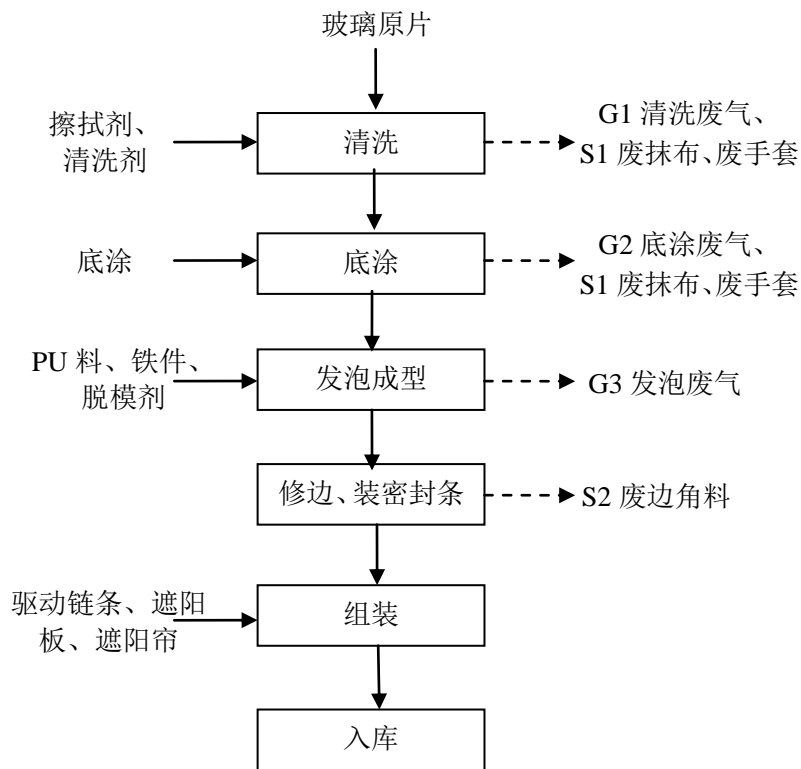 玻璃原片
擦拭剂、
清洗剂
清洗
G1 清洗废气、
S1 废抹布、废手套
底涂
底涂
G2 底涂废气、
S1 废抹布、废手套
PU 料、铁件、
脱模剂
发泡成型
G3 发泡废气
修边、装密封条
S2 废边角料
驱动链条、遮阳
板、遮阳帘
组装
入库